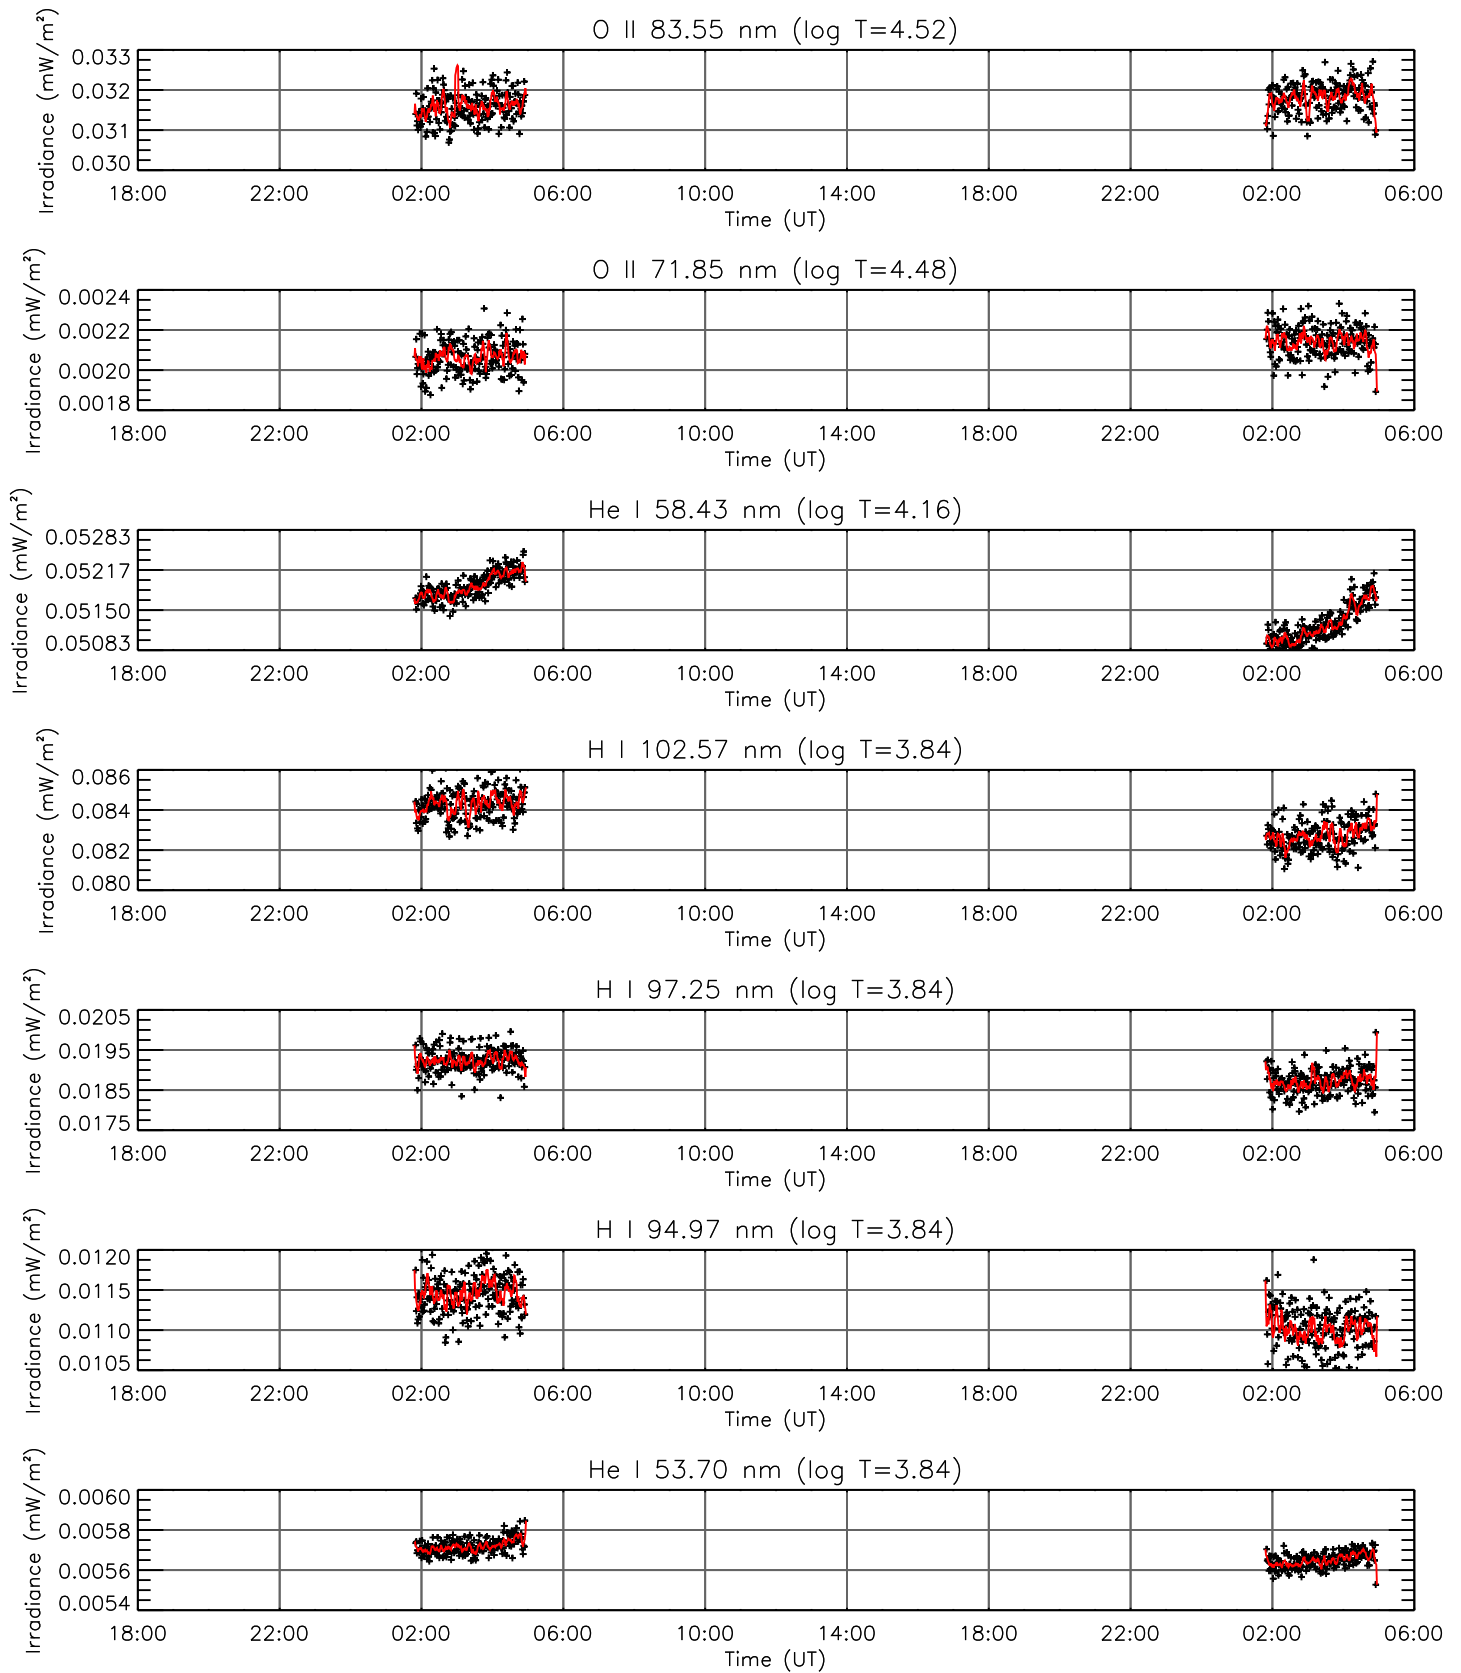 O II 83.55 nm (log T=4.52)
Irradiance (mW/m²)
0.033
0.032
0.031
0.030
18:00 22:00 02:00 06:00 10:00 14:00 18:00 22:00 02:00 06:00
Time (UT)
O II 71.85 nm (log T=4.48)
Irradiance (mW/m²)
0.0024
0.0022
0.0020
0.0018
18:00 22:00 02:00 06:00 10:00 14:00 18:00 22:00 02:00 06:00
Time (UT)
He I 58.43 nm (log T=4.16)
Irradiance (mW/m²)
0.05283
0.05217
0.05150
0.05083
18:00 22:00 02:00 06:00 10:00 14:00 18:00 22:00 02:00 06:00
Time (UT)
H I 102.57 nm (log T=3.84)
Irradiance (mW/m²)
0.086
0.084
0.082
0.080
18:00 22:00 02:00 06:00 10:00 14:00 18:00 22:00 02:00 06:00
Time (UT)
H I 97.25 nm (log T=3.84)
Irradiance (mW/m²)
0.0205
0.0195
0.0185
0.0175
18:00 22:00 02:00 06:00 10:00 14:00 18:00 22:00 02:00 06:00
Time (UT)
H I 94.97 nm (log T=3.84)
Irradiance (mW/m²)
0.0120
0.0115
0.0110
0.0105
18:00 22:00 02:00 06:00 10:00 14:00 18:00 22:00 02:00 06:00
Time (UT)
He I 53.70 nm (log T=3.84)
Irradiance (mW/m²)
0.0060
0.0058
0.0056
0.0054
18:00 22:00 02:00 06:00 10:00 14:00 18:00 22:00 02:00 06:00
Time (UT)